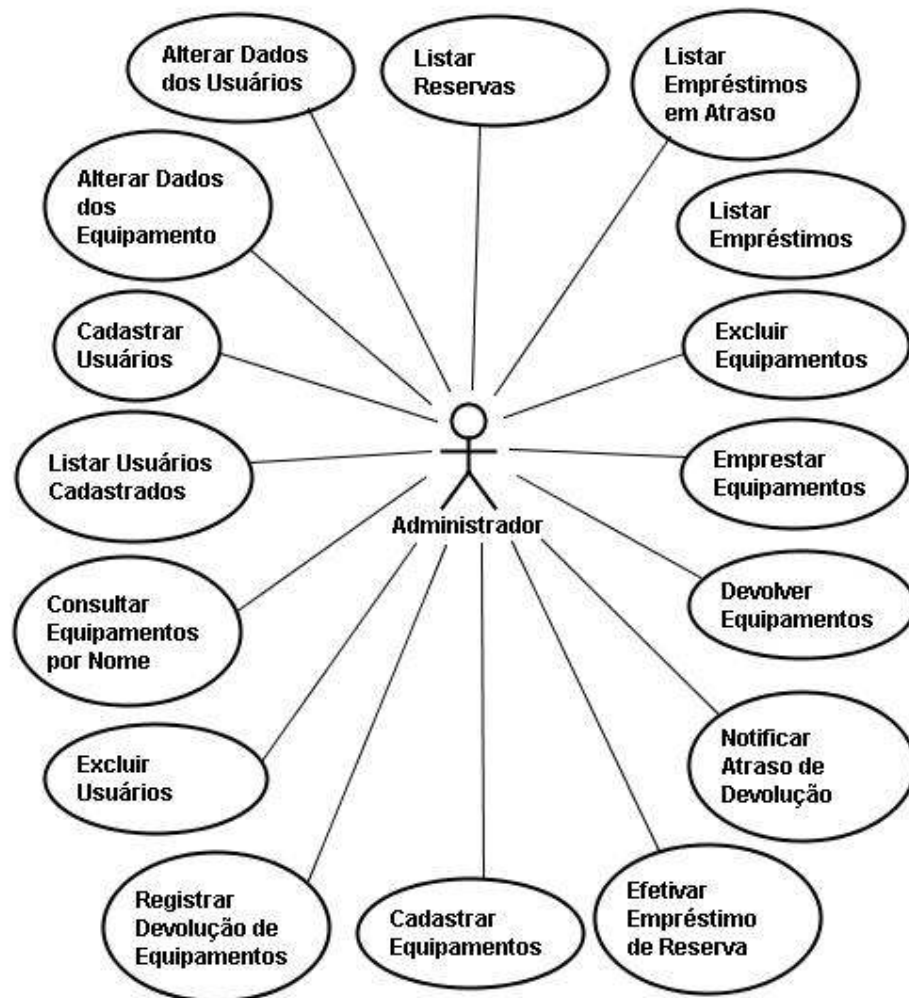 Alterar Dados
dos Usuários
Listar
Reservas
Listar
Empréstimos
em Atraso
Alterar Dados
dos
Equipamento
Listar
Empréstimos
Cadastrar
Usuários
Excluir
Equipamentos
Listar Usuários
Cadastrados
Emprestar
Equipamentos
Administrador
Consultar
Equipamentos
por Nome
Devolver
Equipamentos
Excluir
Usuários
Notificar
Atraso de
Devolução
Registrar
Devolução de
Equipamentos
Cadastrar
Equipamentos
Efetivar
Empréstimo
de Reserva